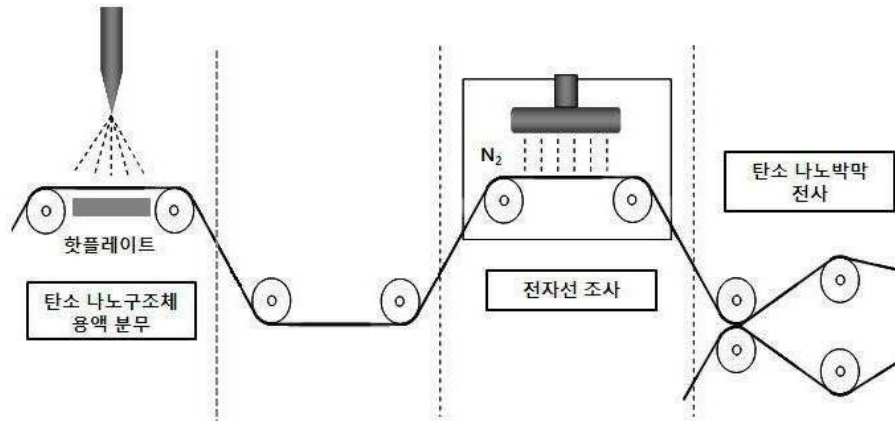 핫플레이트
탄소 나노구조체
용액 분무
N2
전자선 조사
탄소 나노박막
전사